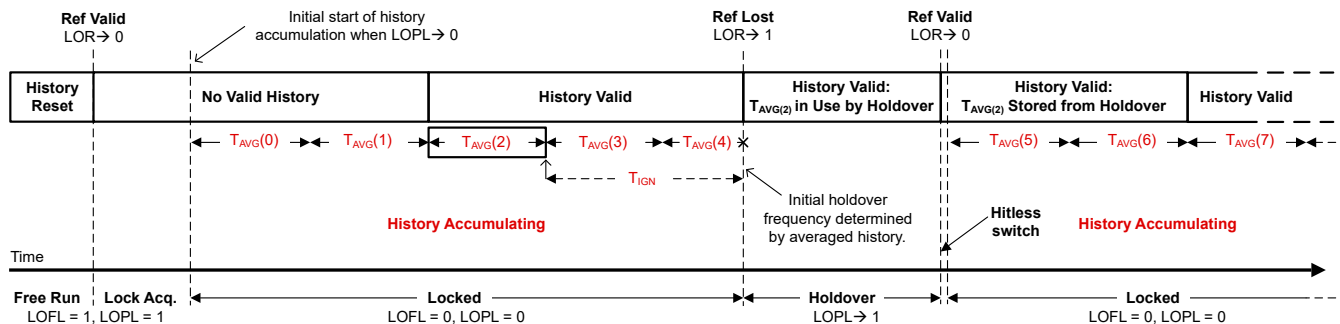 Ref Valid
LOR→ 0
Initial start of history
accumulation when LOPL→ 0
Ref Lost
LOR→ 1
Ref Valid
LOR→ 0
History
Reset
No Valid History
History Valid
History Valid:
TAVG(2) in Use by Holdover
History Valid:
TAVG(2) Stored from Holdover
History Valid
TAVG(0)
TAVG(1)
TAVG(2)
TAVG(3)
TAVG(4)
TAVG(5)
TAVG(6)
TAVG(7)
TIGN
Initial holdover
frequency determined
by averaged history.
History Accumulating
Hitless
switch
History Accumulating
Time
Free Run
Lock Acq.
LOFL = 1, LOPL = 1
Locked
LOFL = 0, LOPL = 0
Holdover
LOPL→ 1
Locked
LOFL = 0, LOPL = 0